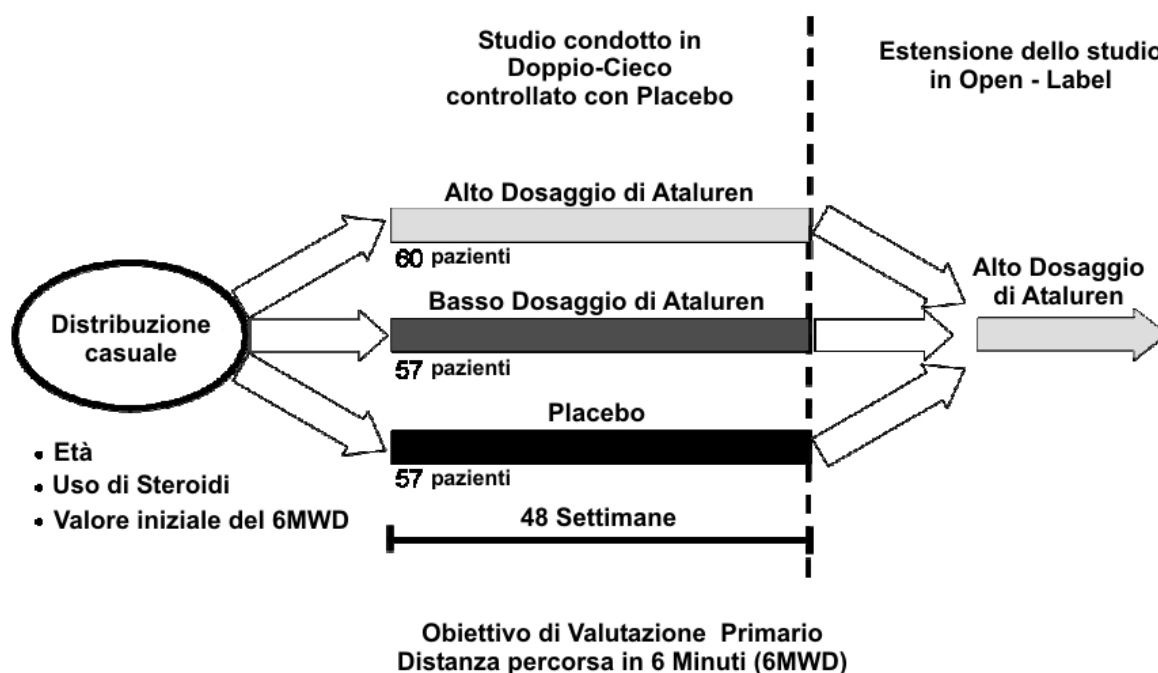 Studio condotto in
Doppio-Cieco
controllato con Placebo
Estensione dello studio
in Open - Label
Alto Dosaggio di Ataluren
60 pazienti
Basso Dosaggio di Ataluren
57 pazienti
Placebo
57 pazienti
48 Settimane
Distribuzione
casuale
• Età
• Uso di Steroidi
• Valore iniziale del 6MWD
Alto Dosaggio
di Ataluren
Obiettivo di Valutazione Primario
Distanza percorsa in 6 Minuti (6MWD)